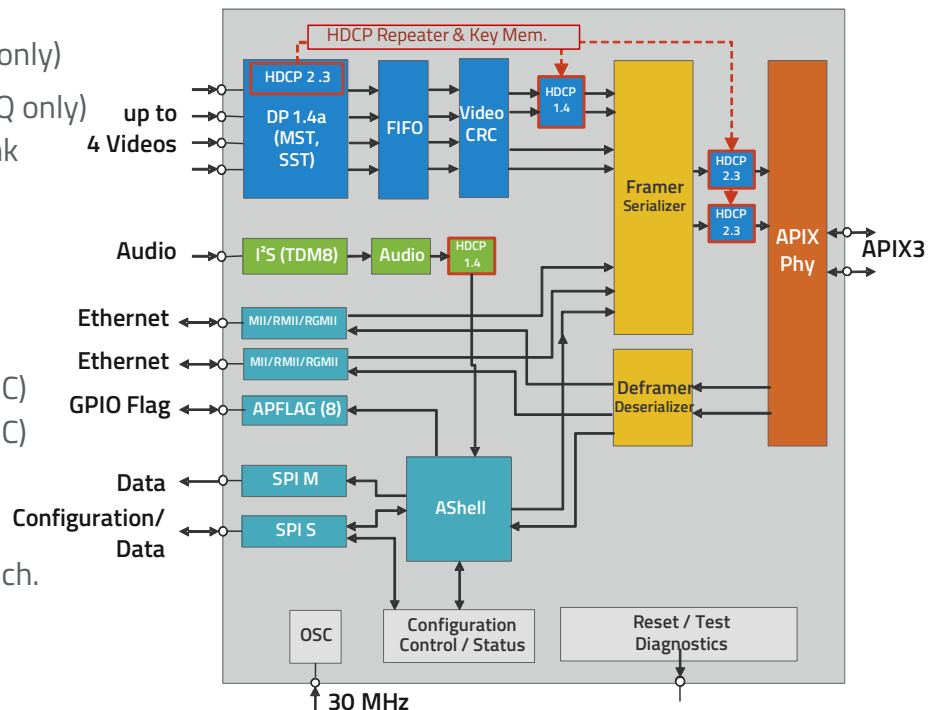 only)
Q only)
nk
C)
C)
ch.
HDCP Repeater & Key Mem.
up to
4 Videos
HDCP 2.3
DP 1.4a
(MST,
SST)
FIFO
Video
CRC
HDCP
1.4
Framer
Serializer
HDCP
2.3
HDCP
2.3
APIX
Phy
APIX3
Audio
I²S (TDM8)
Audio
HDCP
1.4
Ethernet
MII/RMII/RGMII
Ethernet
MII/RMII/RGMII
Deframer
Deserializer
GPIO Flag
APFLAG (8)
Data
SPI M
AShell
Configuration/
Data
SPI S
OSC
Configuration
Control / Status
Reset / Test
Diagnostics
30 MHz